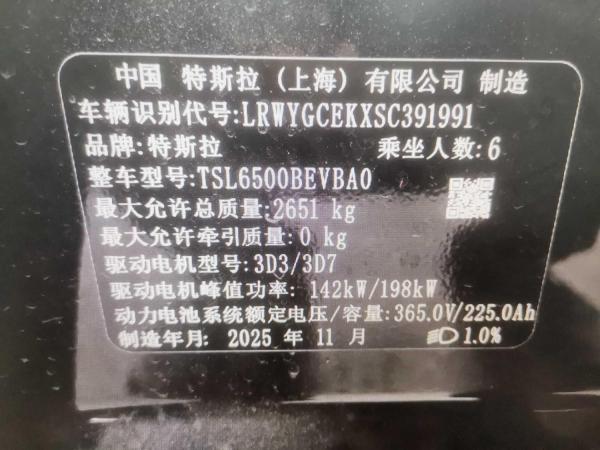 中国 特斯拉（上海）有限公司 制造
车辆识别代号:LRWYGCEKXSC391991
品牌:特斯拉 乘坐人数:6
整车型号:TSL6500BEVBA0
最大允许总质量:2651 kg
最大允许牵引质量:0 kg
驱动电机型号:3D3/3D7
驱动电机峰值功率: 142kW/198kW
动力电池系统额定电压/容量:365.0V/225.0Ah
制造年月: 2025 年 11 月 1.0%